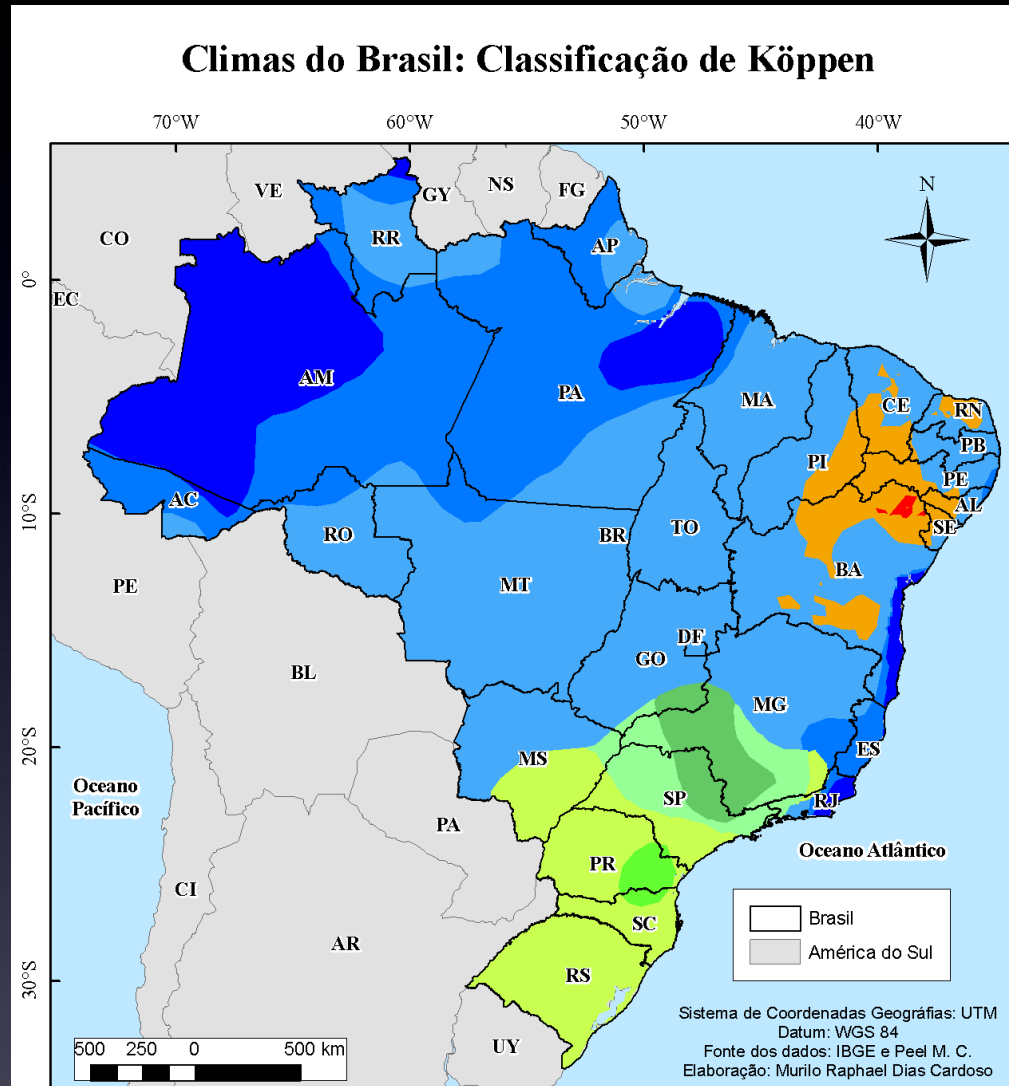 Climas do Brasil: Classificação de Köppen
70°W 60°W 50°W 40°W
N
VE
GY
NS
FG
CO
RR
AP
0°
EC
AM
PA
MA
CE
RN
PB
PI
PE
AC
AL
10°S
SE
RO
BR
TO
BA
PE
MT
DF
BL
GO
MG
20°S
MS
ES
Oceano
Pacífico
SP
RJ
PA
Oceano Atlântico
PR
CI
SC
Brasil
AR
América do Sul
RS
30°S
Sistema de Coordenadas Geográfias: UTM
Datum: WGS 84
UY
500 250 0 500 km
Fonte dos dados: IBGE e Peel M. C.
Elaboração: Murilo Raphael Dias Cardoso